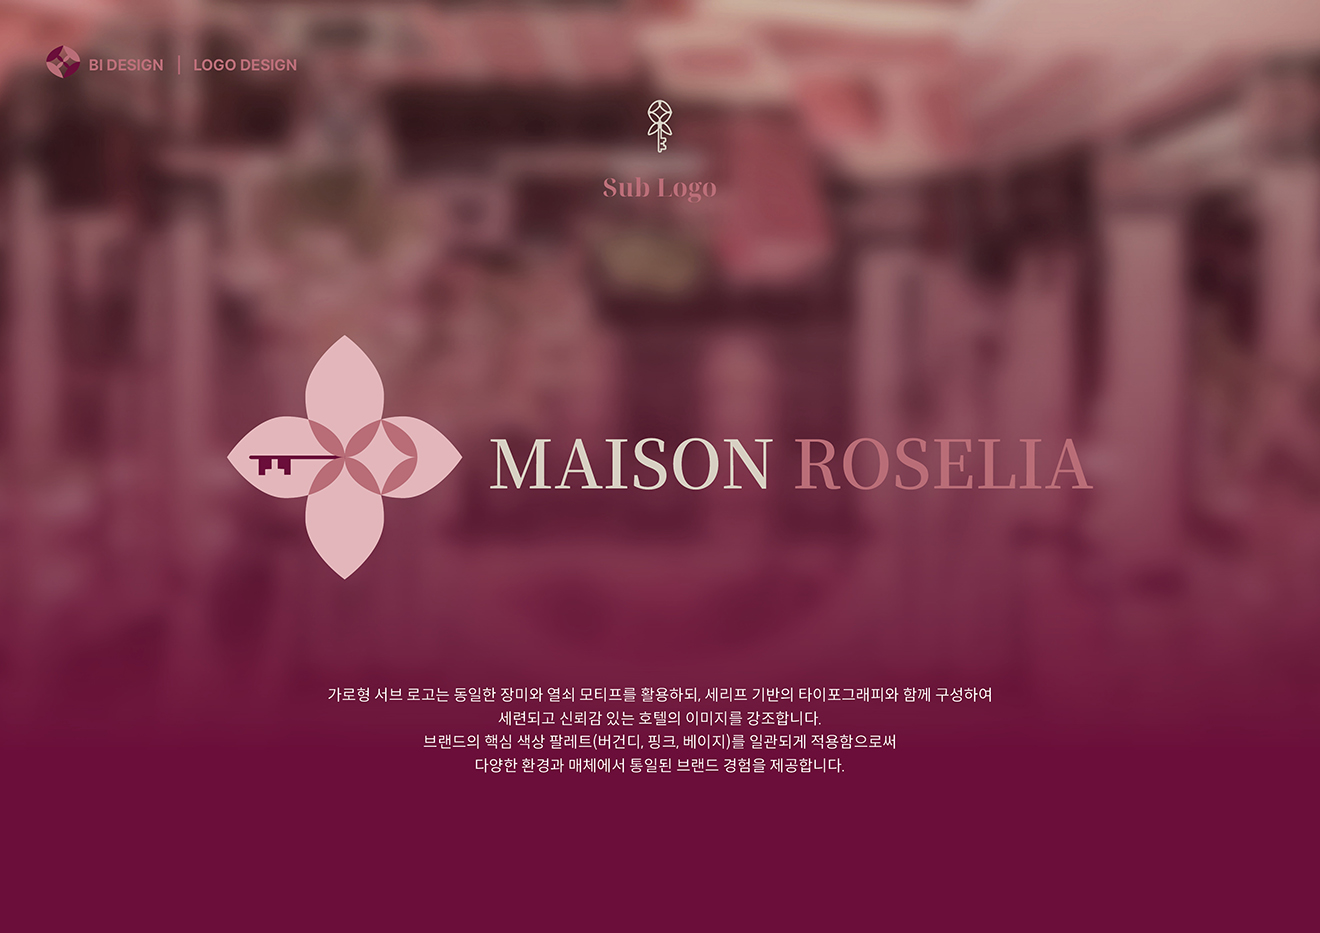 BI DESIGN | LOGO DESIGN
Sub Logo
MAISON ROSELIA
가로형 서브 로고는 동일한 장미와 열쇠 모티프를 활용하되, 세리프 기반의 타이포그래피와 함께 구성하여
세련되고 신뢰감 있는 호텔의 이미지를 강조합니다.
브랜드의 핵심 색상 팔레트(버건디, 핑크, 베이지)를 일관되게 적용함으로써
다양한 환경과 매체에서 통일된 브랜드 경험을 제공합니다.